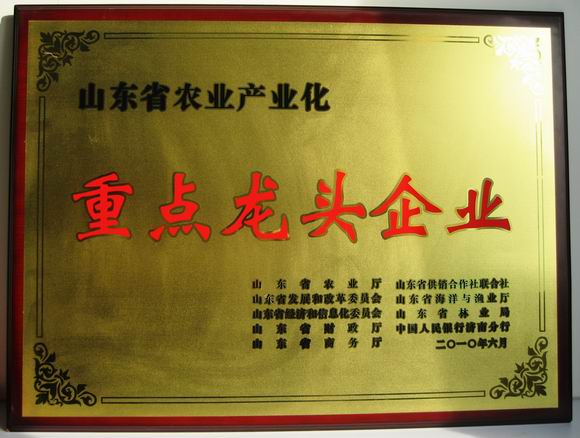 山东省农业产业化
重点龙头企业
山东省农业厅 山东省供销合作社联合社
山东省发展和改革委员会 山东省海洋与渔业厅
山东省经济和信息化委员会 山东省林业局
山东省财政厅 中国人民银行济南分行
山东省商务厅 二〇一〇年六月